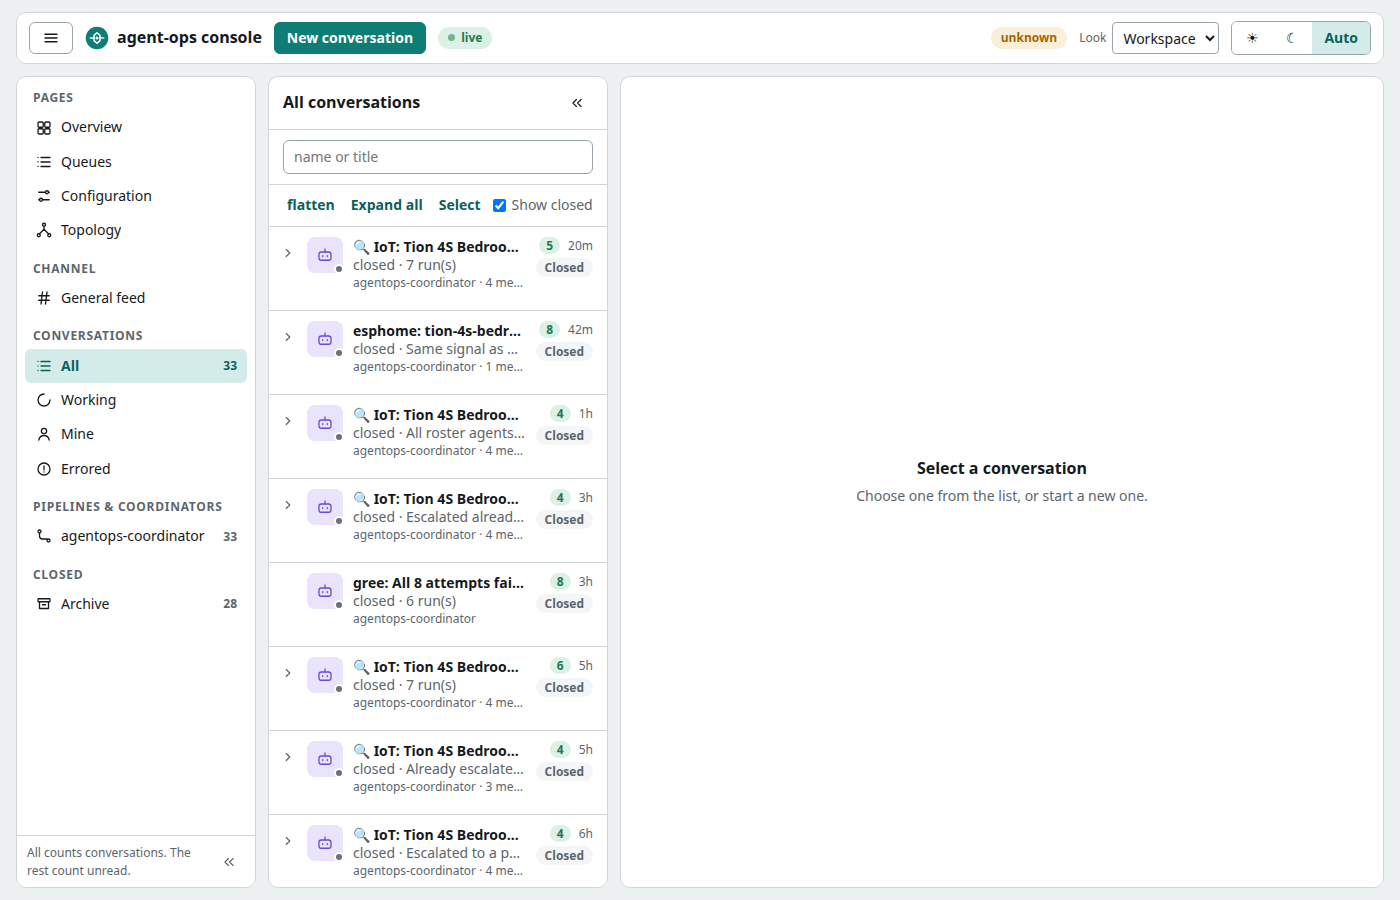 agent-ops console
New conversation
live
unknown
Look
Workspace
Auto
PAGES
Overview
Queues
Configuration
Topology
CHANNEL
General feed
CONVERSATIONS
All 33
Working
Mine
Errored
PIPELINES & COORDINATORS
agentops-coordinator 33
CLOSED
Archive 28
All counts conversations. The
rest count unread.
All conversations
name or title
flatten Expand all Select Show closed
IoT: Tion 4S Bedroo... 5 20m
closed · 7 run(s) Closed
agentops-coordinator · 4 me...
esphome: tion-4s-bedr... 8 42m
closed · Same signal as ... Closed
agentops-coordinator · 1 me...
IoT: Tion 4S Bedroo... 4 1h
closed · All roster agents... Closed
agentops-coordinator · 4 me...
IoT: Tion 4S Bedroo... 4 3h
closed · Escalated alread... Closed
agentops-coordinator · 4 me...
gree: All 8 attempts fai... 8 3h
closed · 6 run(s) Closed
agentops-coordinator
IoT: Tion 4S Bedroo... 6 5h
closed · 7 run(s) Closed
agentops-coordinator · 4 me...
IoT: Tion 4S Bedroo... 4 5h
closed · Already escalate... Closed
agentops-coordinator · 3 me...
IoT: Tion 4S Bedroo... 4 6h
closed · Escalated to a p... Closed
agentops-coordinator · 4 me...
Select a conversation
Choose one from the list, or start a new one.